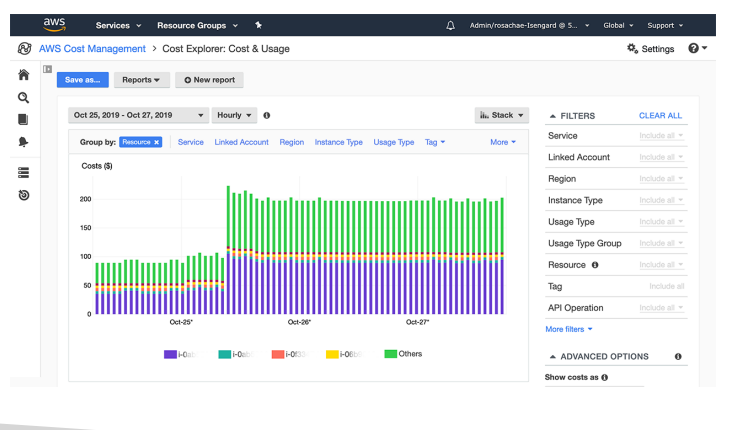 aws Services Resource Groups Admin/rosachae-Isengard @ S... Global Support
AWS Cost Management > Cost Explorer: Cost & Usage Settings
Save as... Reports New report
Oct 25, 2019 - Oct 27, 2019 Hourly Stack
Group by: Resource × Service Linked Account Region Instance Type Usage Type Tag More
Costs ($)
200
150
100
50
0
Oct-25* Oct-26* Oct-27*
Others
FILTERS CLEAR ALL
Service Include all
Linked Account Include all
Region Include all
Instance Type Include all
Usage Type Include all
Usage Type Group Include all
Resource Include all
Tag Include all
API Operation Include all
More filters
ADVANCED OPTIONS
Show costs as